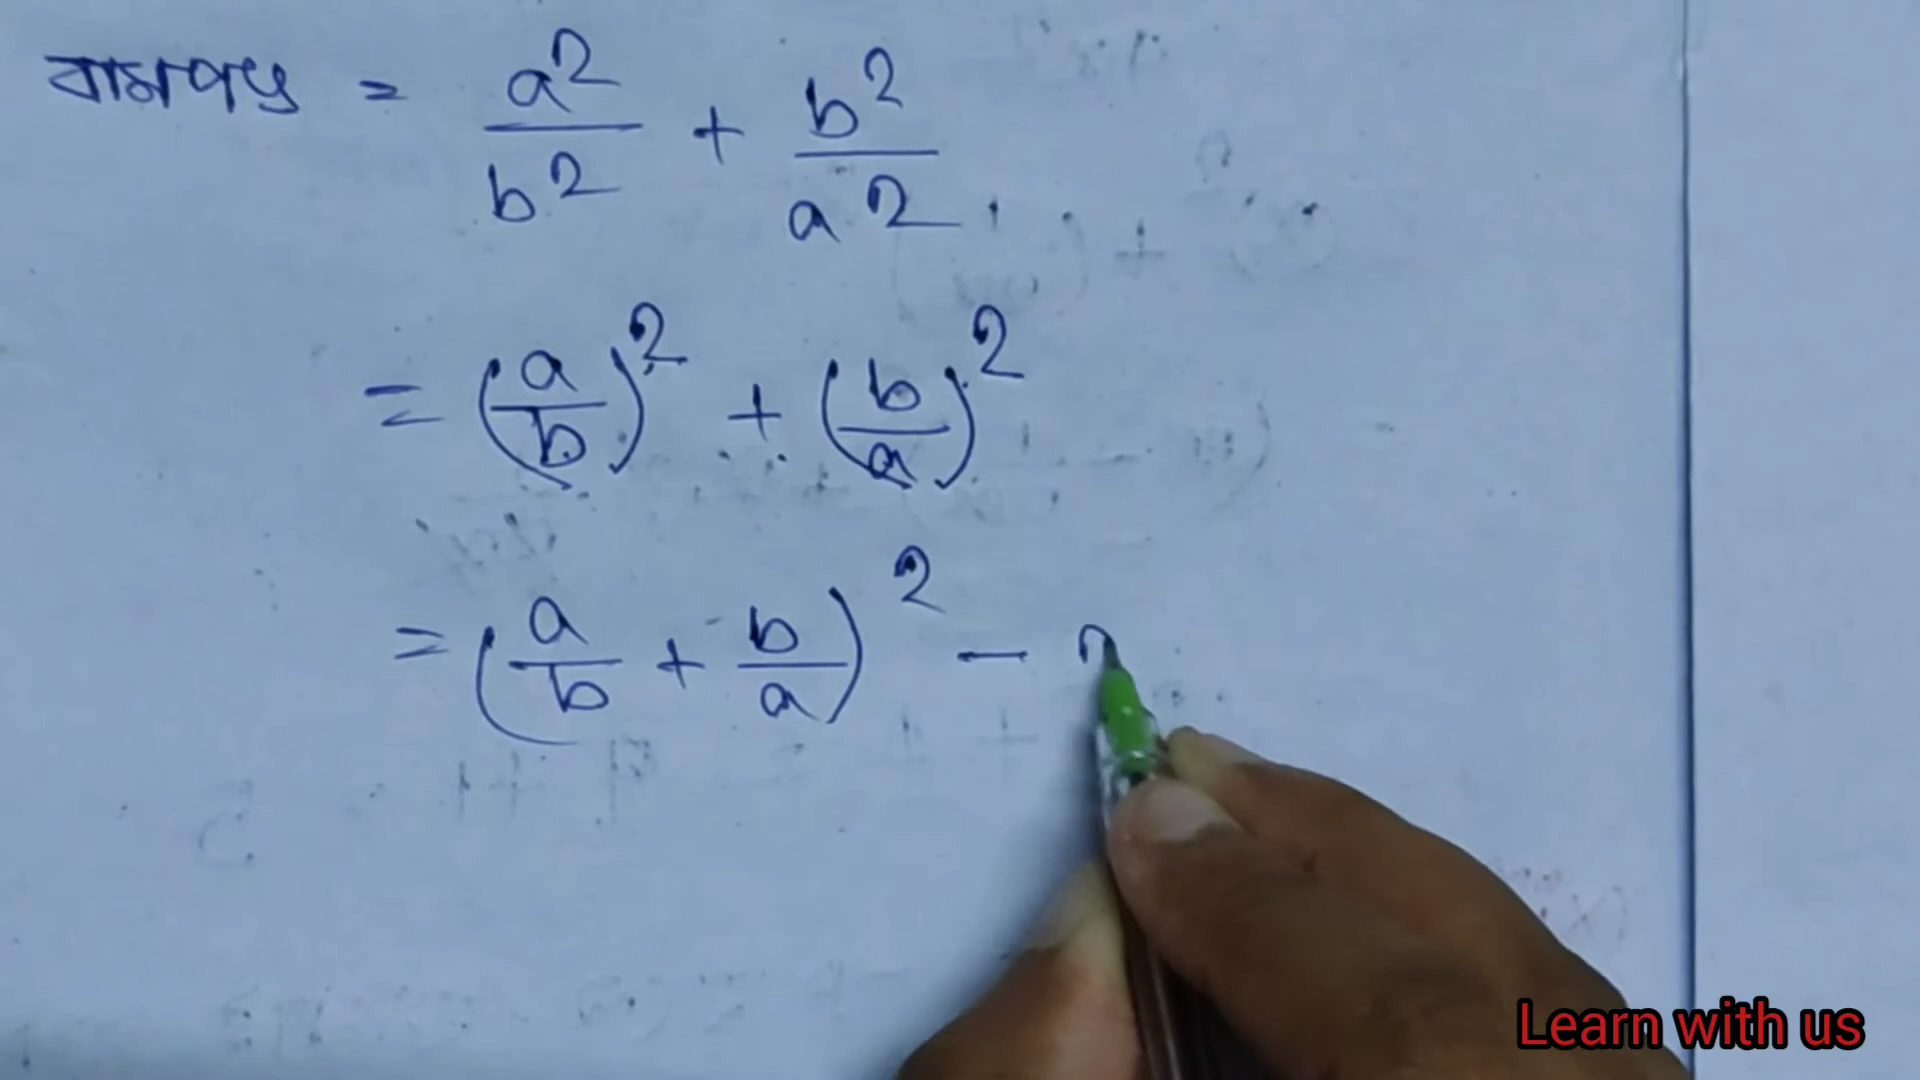 বামপক্ষ = a²/b² + b²/a²
= (a/b)² + (b/a)²
= (a/b + b/a)² −
Learn with us